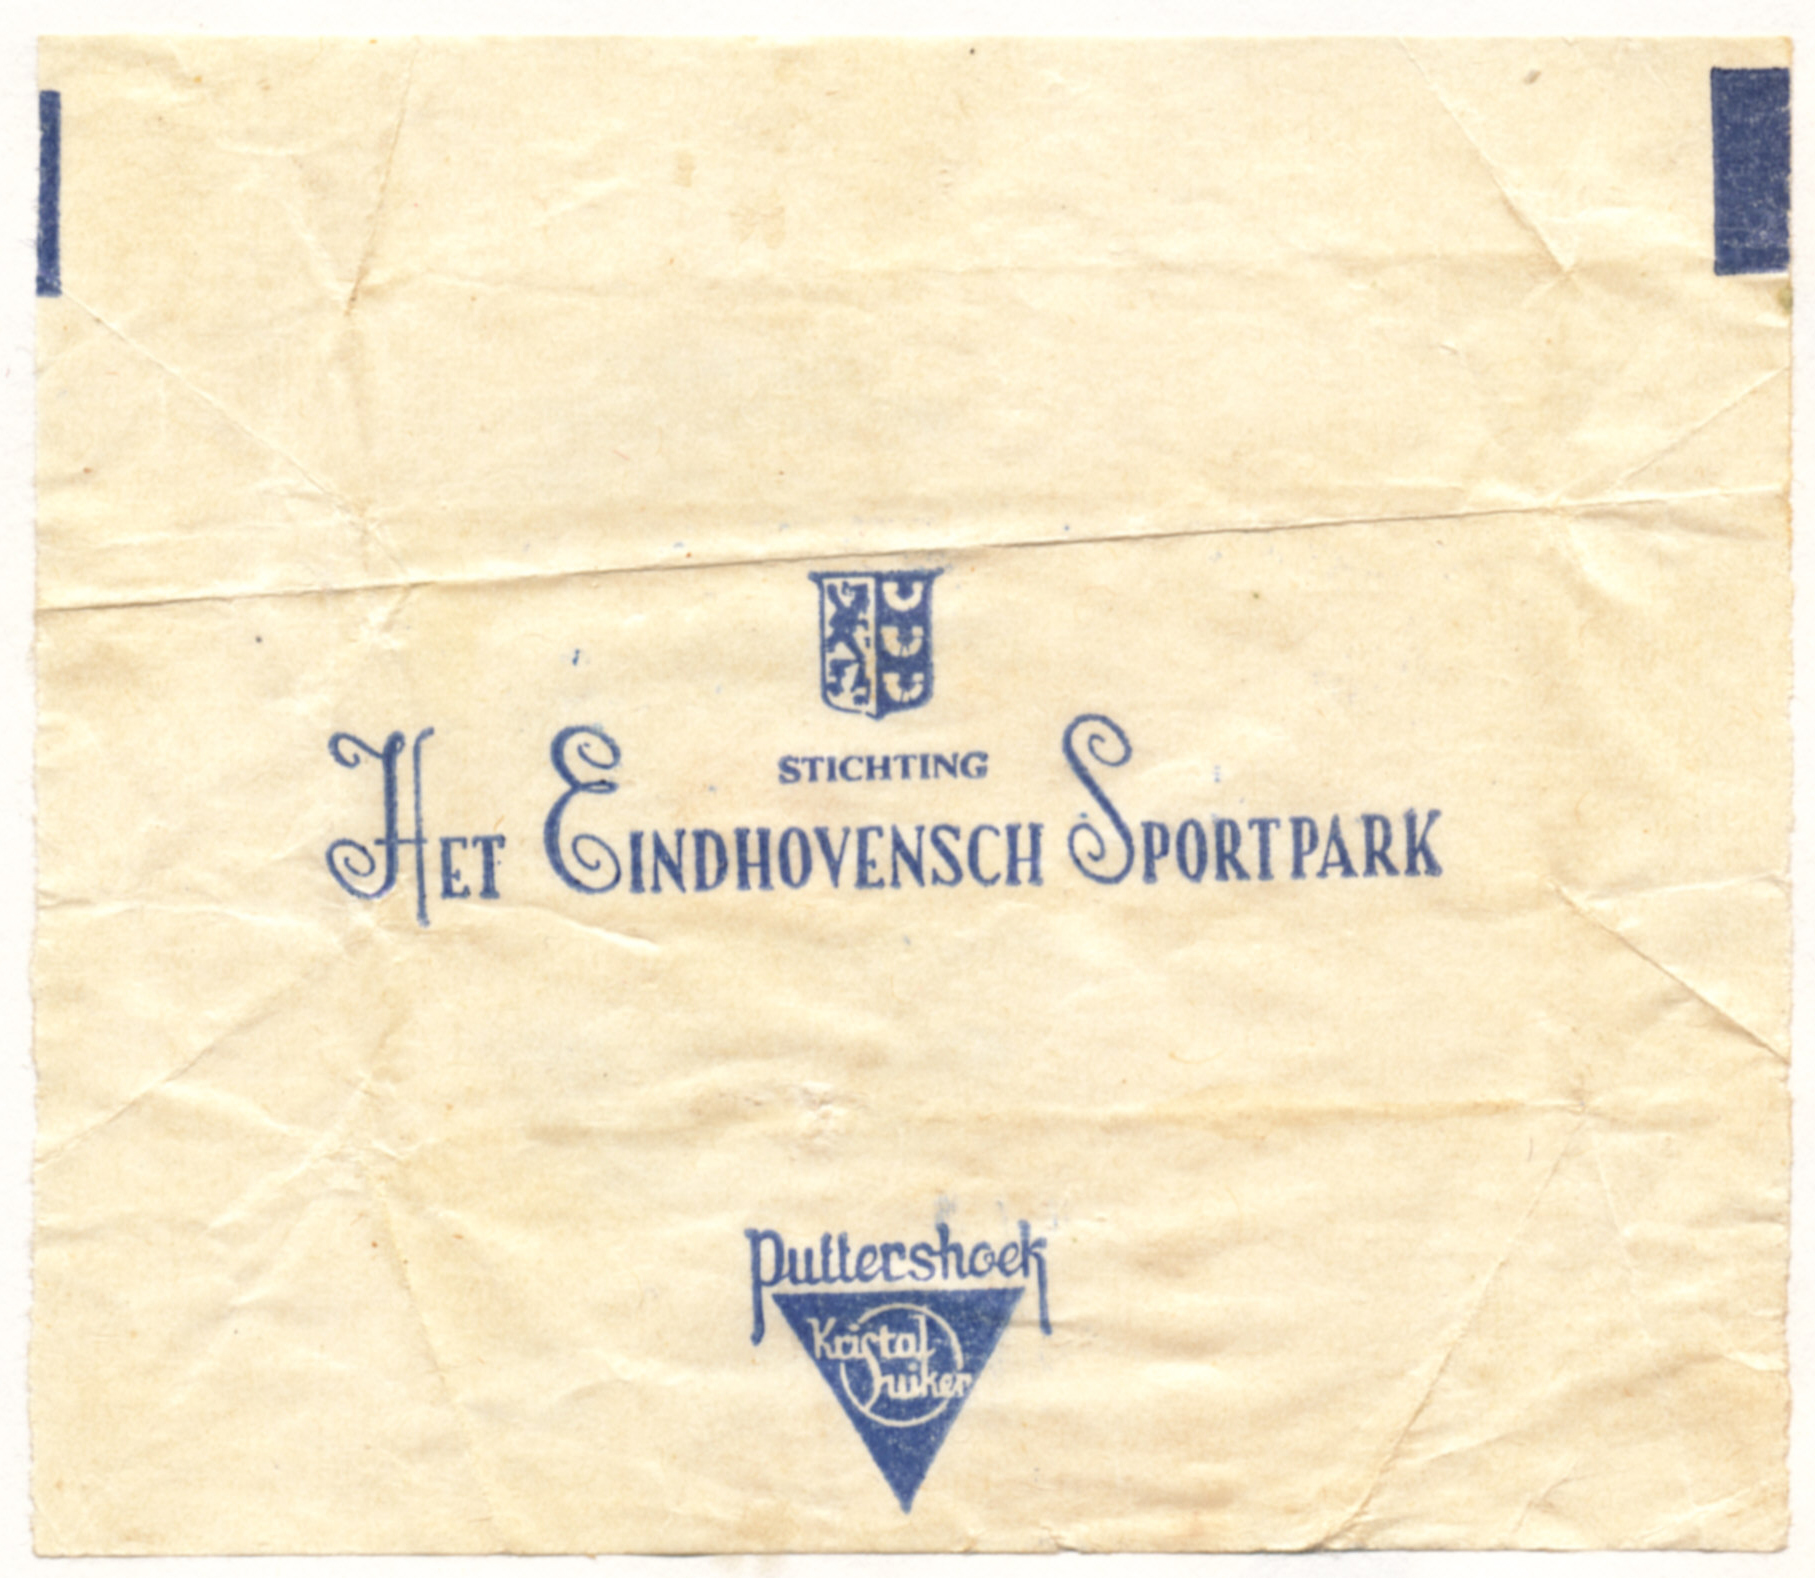 STICHTING
HET EINDHOVENSCH SPORTPARK
Puttershoek
Kristal
Suiker